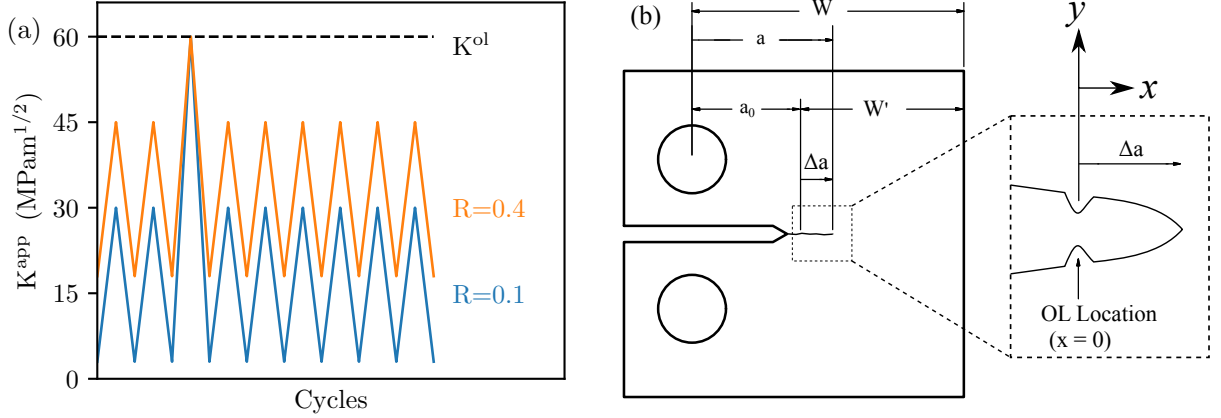 (a)
K^app (MPam^1/2)
60
45
30
15
0
K^ol
R=0.4
R=0.1
Cycles
(b)
W
a
a₀
W'
Δa
y
x
Δa
OL Location
(x = 0)